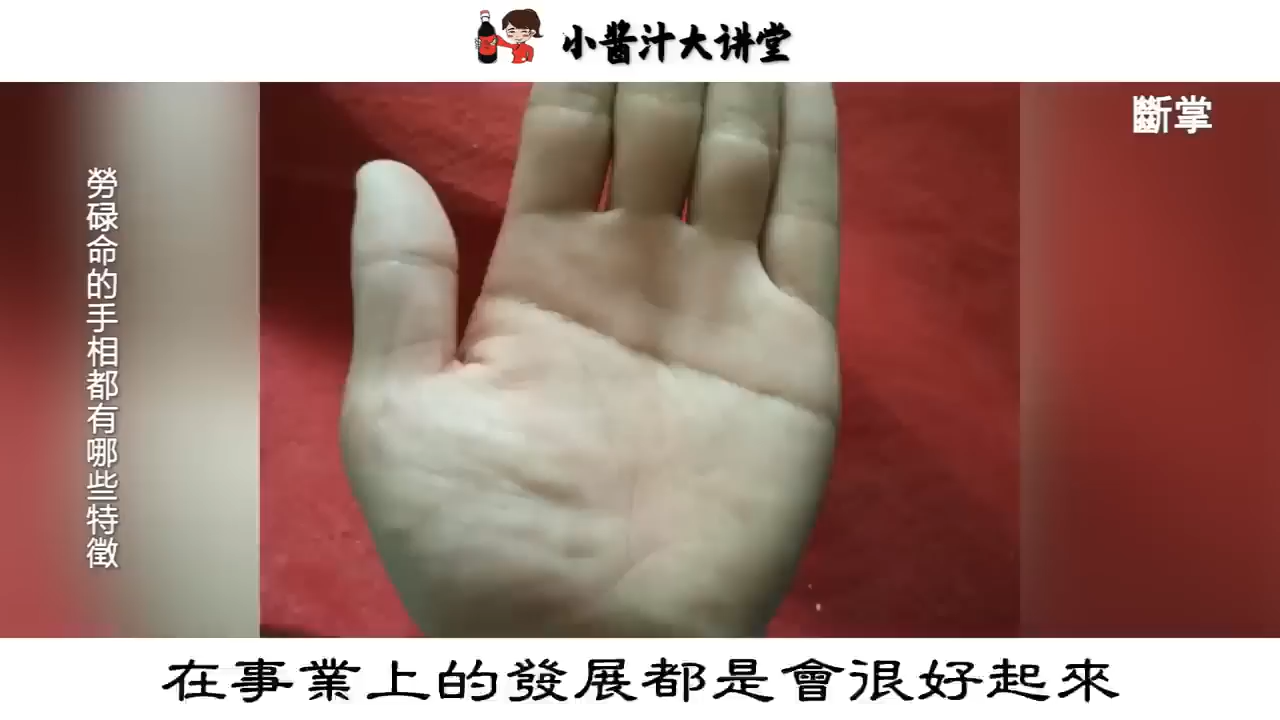 小酱汁大讲堂
斷掌
勞碌命的手相都有哪些特徵
在事業上的發展都是會很好起來